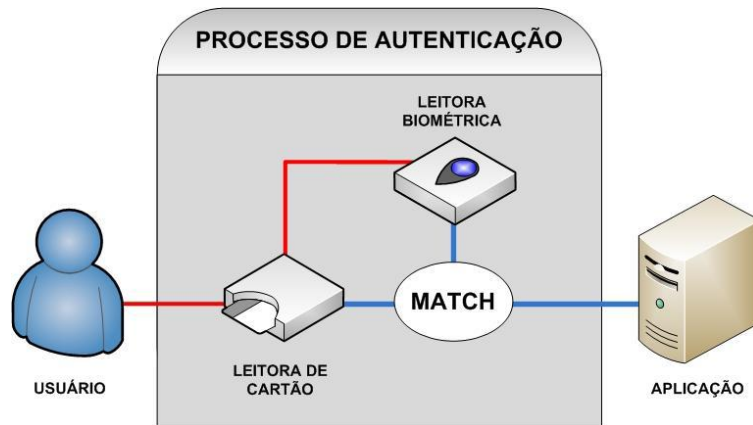 PROCESSO DE AUTENTICAÇÃO
LEITORA
BIOMÉTRICA
MATCH
USUÁRIO
LEITORA DE
CARTÃO
APLICAÇÃO